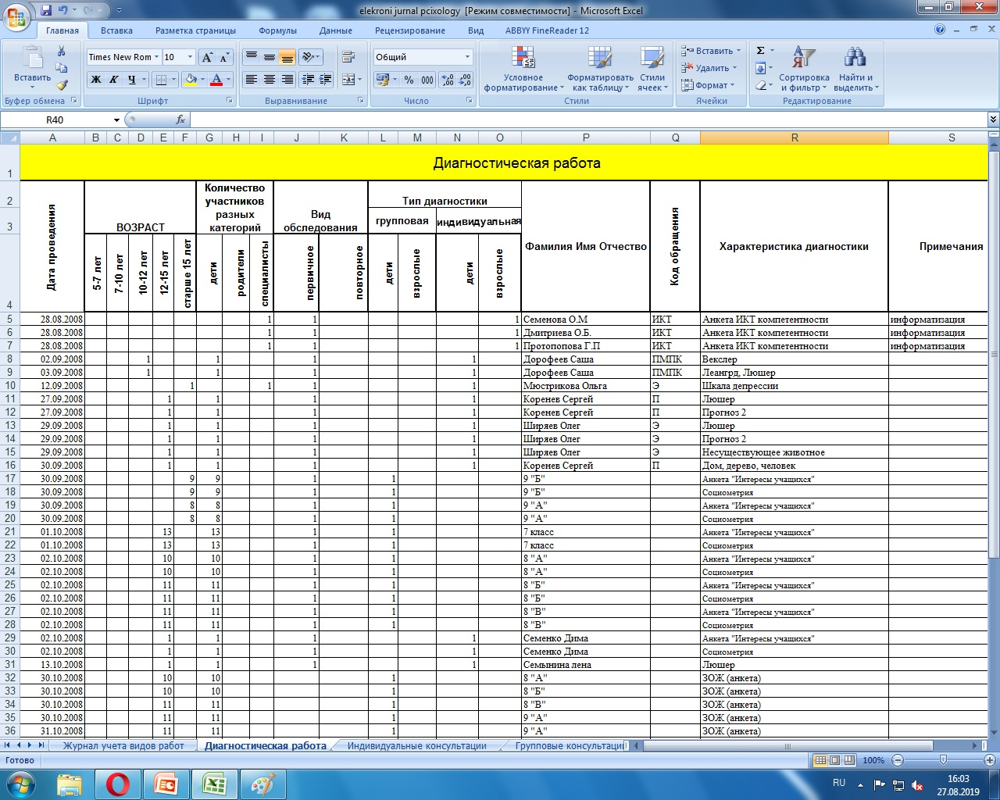 elekroni jurnal pcixology [Режим совместимости] - Microsoft Excel
Главная Вставка Разметка страницы Формулы Данные Рецензирование Вид ABBYY FineReader 12
Times New Rom 10 Общий
Вставить Ж К Ч % 000 Условное форматирование Форматировать как таблицу Стили ячеек Вставить Удалить Формат Σ Сортировка и фильтр Найти и выделить
Буфер обмена Шрифт Выравнивание Число Стили Ячейки Редактирование
R40 fx
A B C D E F G H I J K L M N O P Q R S
1 Диагностическая работа
2 Дата проведения ВОЗРАСТ Количество участников разных категорий Вид обследования Тип диагностики Фамилия Имя Отчество Код обращения Характеристика диагностики Примечания
3 групповая индивидуальная
4 5-7 лет 7-10 лет 10-12 лет 12-15 лет старше 15 лет дети родители специалисты первичное повторное дети взрослые дети взрослые
5 28.08.2008 1 1 1 Семенова О.М ИКТ Анкета ИКТ компетентности информатизация
6 28.08.2008 1 1 1 Дмитриева О.Б. ИКТ Анкета ИКТ компетентности информатизация
7 28.08.2008 1 1 1 Протопопова Г.П ИКТ Анкета ИКТ компетентности информатизация
8 02.09.2008 1 1 1 1 Дорофеев Саша ПМПК Векслер
9 03.09.2008 1 1 1 1 Дорофеев Саша ПМПК Леангрд, Люшер
10 12.09.2008 1 1 1 1 Мюстрикова Ольга Э Шкала депрессии
11 27.09.2008 1 1 1 1 Коренев Сергей П Люшер
12 27.09.2008 1 1 1 1 Коренев Сергей П Прогноз 2
13 29.09.2008 1 1 1 1 Ширяев Олег Э Люшер
14 29.09.2008 1 1 1 1 Ширяев Олег Э Прогноз 2
15 29.09.2008 1 1 1 1 Ширяев Олег Э Несуществующее животное
16 30.09.2008 1 1 1 1 Коренев Сергей П Дом, дерево, человек
17 30.09.2008 9 9 1 1 9 "Б" Анкета "Интересы учащихся"
18 30.09.2008 9 9 1 1 9 "Б" Социометрия
19 30.09.2008 8 8 1 1 9 "А" Анкета "Интересы учащихся"
20 30.09.2008 8 8 1 1 9 "А" Социометрия
21 01.10.2008 13 13 1 1 7 класс Анкета "Интересы учащихся"
22 01.10.2008 13 13 1 1 7 класс Социометрия
23 02.10.2008 10 10 1 1 8 "А" Анкета "Интересы учащихся"
24 02.10.2008 10 10 1 1 8 "А" Социометрия
25 02.10.2008 11 11 1 1 8 "Б" Анкета "Интересы учащихся"
26 02.10.2008 11 11 1 1 8 "Б" Социометрия
27 02.10.2008 11 11 1 1 8 "В" Анкета "Интересы учащихся"
28 02.10.2008 11 11 1 1 8 "В" Социометрия
29 02.10.2008 1 1 1 1 Семенко Дима Анкета "Интересы учащихся"
30 02.10.2008 1 1 1 1 Семенко Дима Социометрия
31 13.10.2008 1 1 1 1 Семынина лена Люшер
32 30.10.2008 10 10 1 8 "А" ЗОЖ (анкета)
33 30.10.2008 10 10 1 8 "Б" ЗОЖ (анкета)
34 30.10.2008 11 11 1 8 "В" ЗОЖ (анкета)
35 30.10.2008 11 11 1 9 "А" ЗОЖ (анкета)
36 31.10.2008 11 11 1 9 "А" ЗОЖ (анкета)
Журнал учета видов работ Диагностическая работа Индивидуальные консультации Групповые консультации
Готово 100%
RU 16:03
27.08.2019